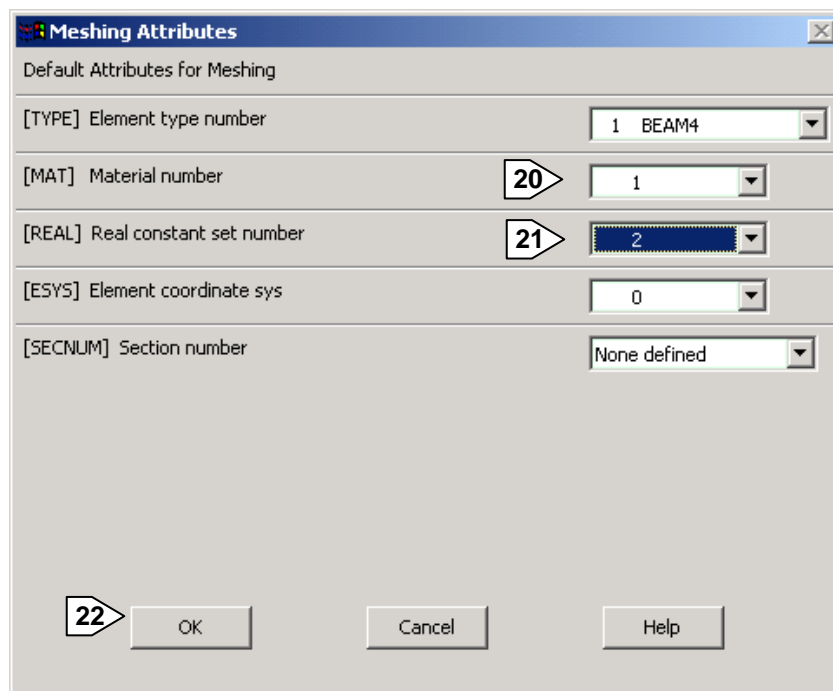 Meshing Attributes
Default Attributes for Meshing
[TYPE] Element type number 1 BEAM4
[MAT] Material number 20 1
[REAL] Real constant set number 21 2
[ESYS] Element coordinate sys 0
[SECNUM] Section number None defined
22 OK Cancel Help